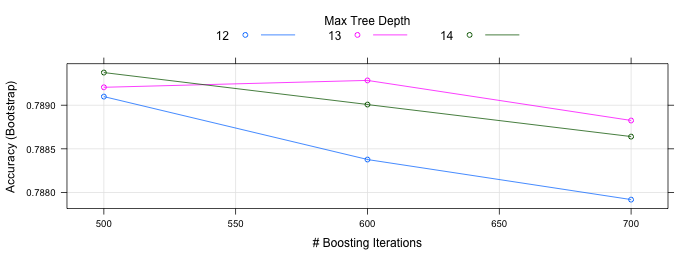 Max Tree Depth
12 13 14
Accuracy (Bootstrap)
0.7890
0.7885
0.7880
500 550 600 650 700
# Boosting Iterations